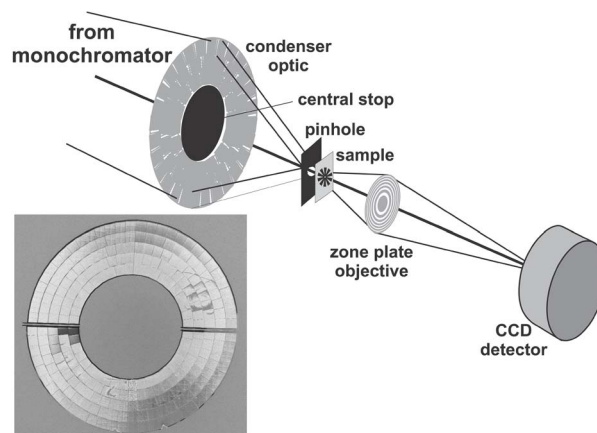 from
monochromator
condenser
optic
central stop
pinhole
sample
zone plate
objective
CCD
detector